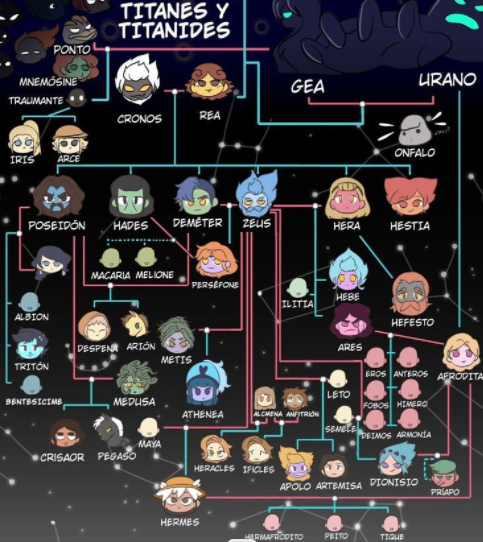 TITANES Y
TITANIDES
PONTO
MNEMÓSINE
TRAUMANTE
CRONOS
REA
GEA
URANO
IRIS
ARCE
ONFALO
POSEIDÓN
HADES
DEMÉTER
ZEUS
HERA
HESTIA
MACARIA
MELIONE
PERSÉFONE
ALBION
ILITIA
HEBE
HEFESTO
TRITÓN
DESPENA
ARIÓN
METIS
ARES
EROS
ANTEROS
AFRODITA
BENTESICIME
MEDUSA
ATHENEA
LETO
FOBOS
HIMERO
ALCMENA
ANFITRIÓN
SEMELE
DEIMOS
ARMONÍA
CRISAOR
PEGASO
MAYA
HERACLES
IFICLES
APOLO
ARTEMISA
DIONISIO
PRÍAPO
HERMES
HERMAFRODITO
PEITO
TIQUE